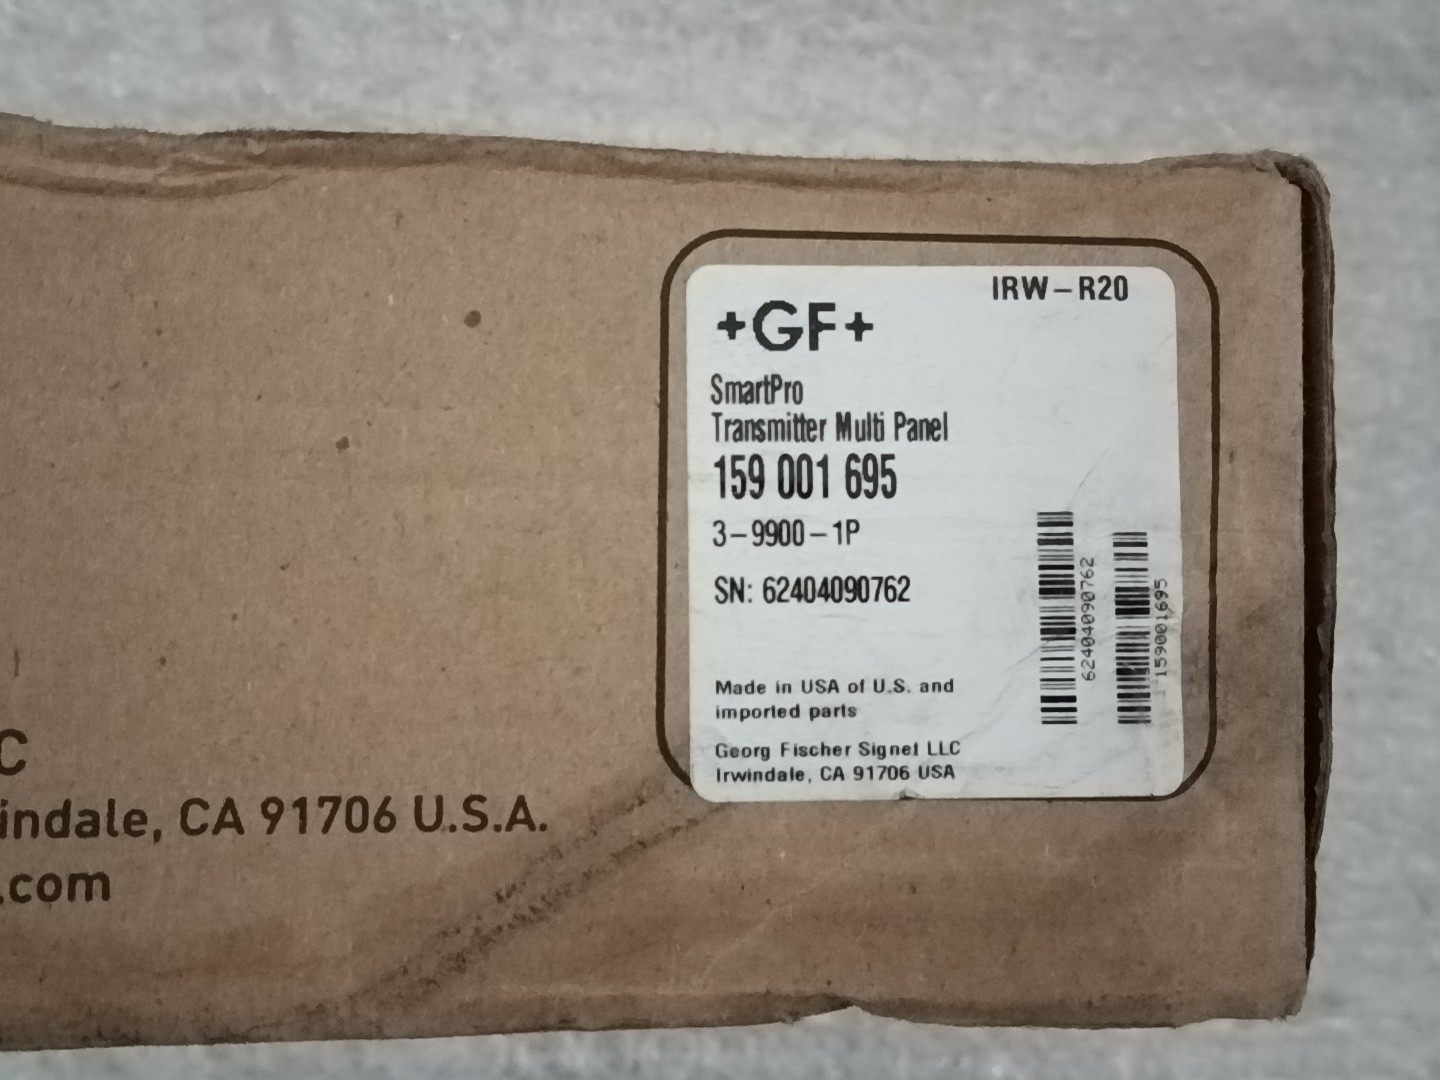 IRW-R20
+GF+
SmartPro
Transmitter Multi Panel
159 001 695
3-9900-1P
SN: 62404090762
62404090762
159001695
Made in USA of U.S. and
imported parts
Georg Fischer Signet LLC
Irwindale, CA 91706 USA
C
indale, CA 91706 U.S.A.
.com